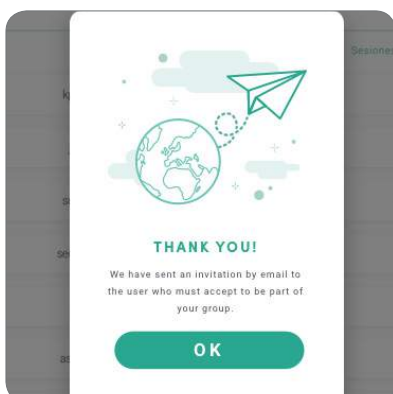 Sesiones
THANK YOU!
We have sent an invitation by email to
the user who must accept to be part of
your group.
OK